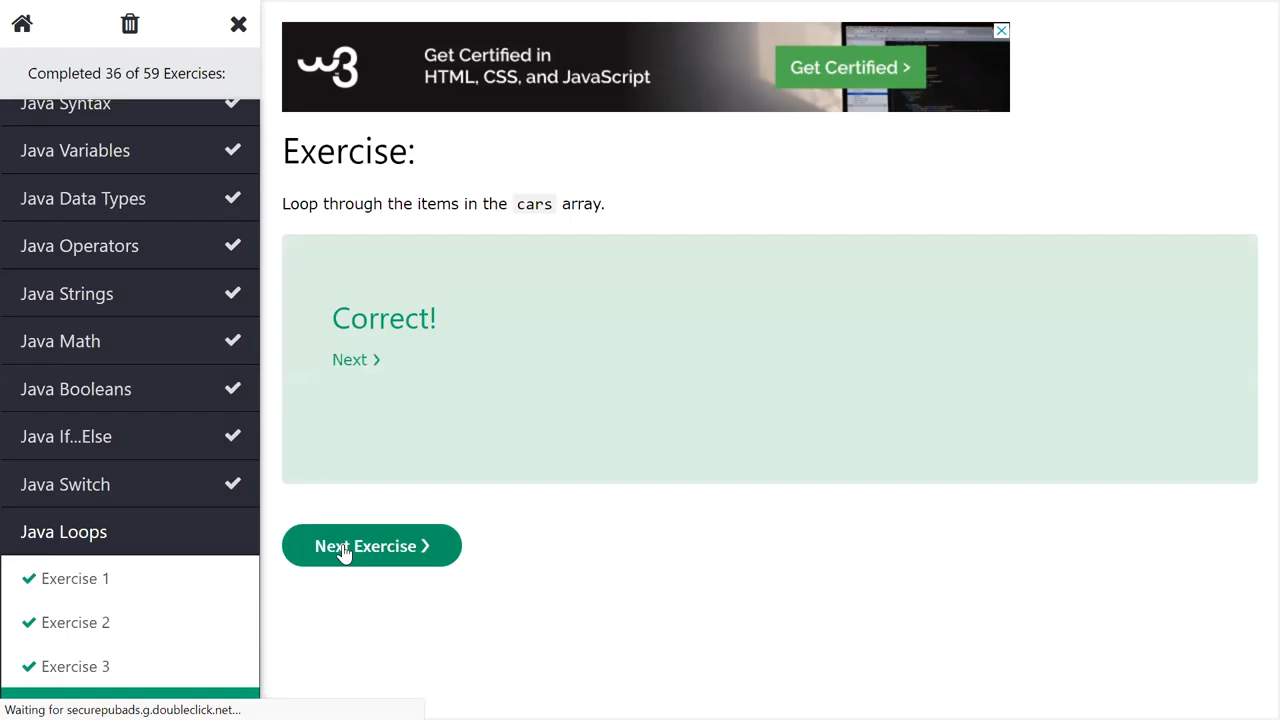 Completed 36 of 59 Exercises:
Java Syntax
Java Variables
Java Data Types
Java Operators
Java Strings
Java Math
Java Booleans
Java If...Else
Java Switch
Java Loops
Exercise 1
Exercise 2
Exercise 3
Waiting for securepubads.g.doubleclick.net...
w3
Get Certified in
HTML, CSS, and JavaScript
Get Certified >
Exercise:
Loop through the items in the cars array.
Correct!
Next ❯
Next Exercise ❯